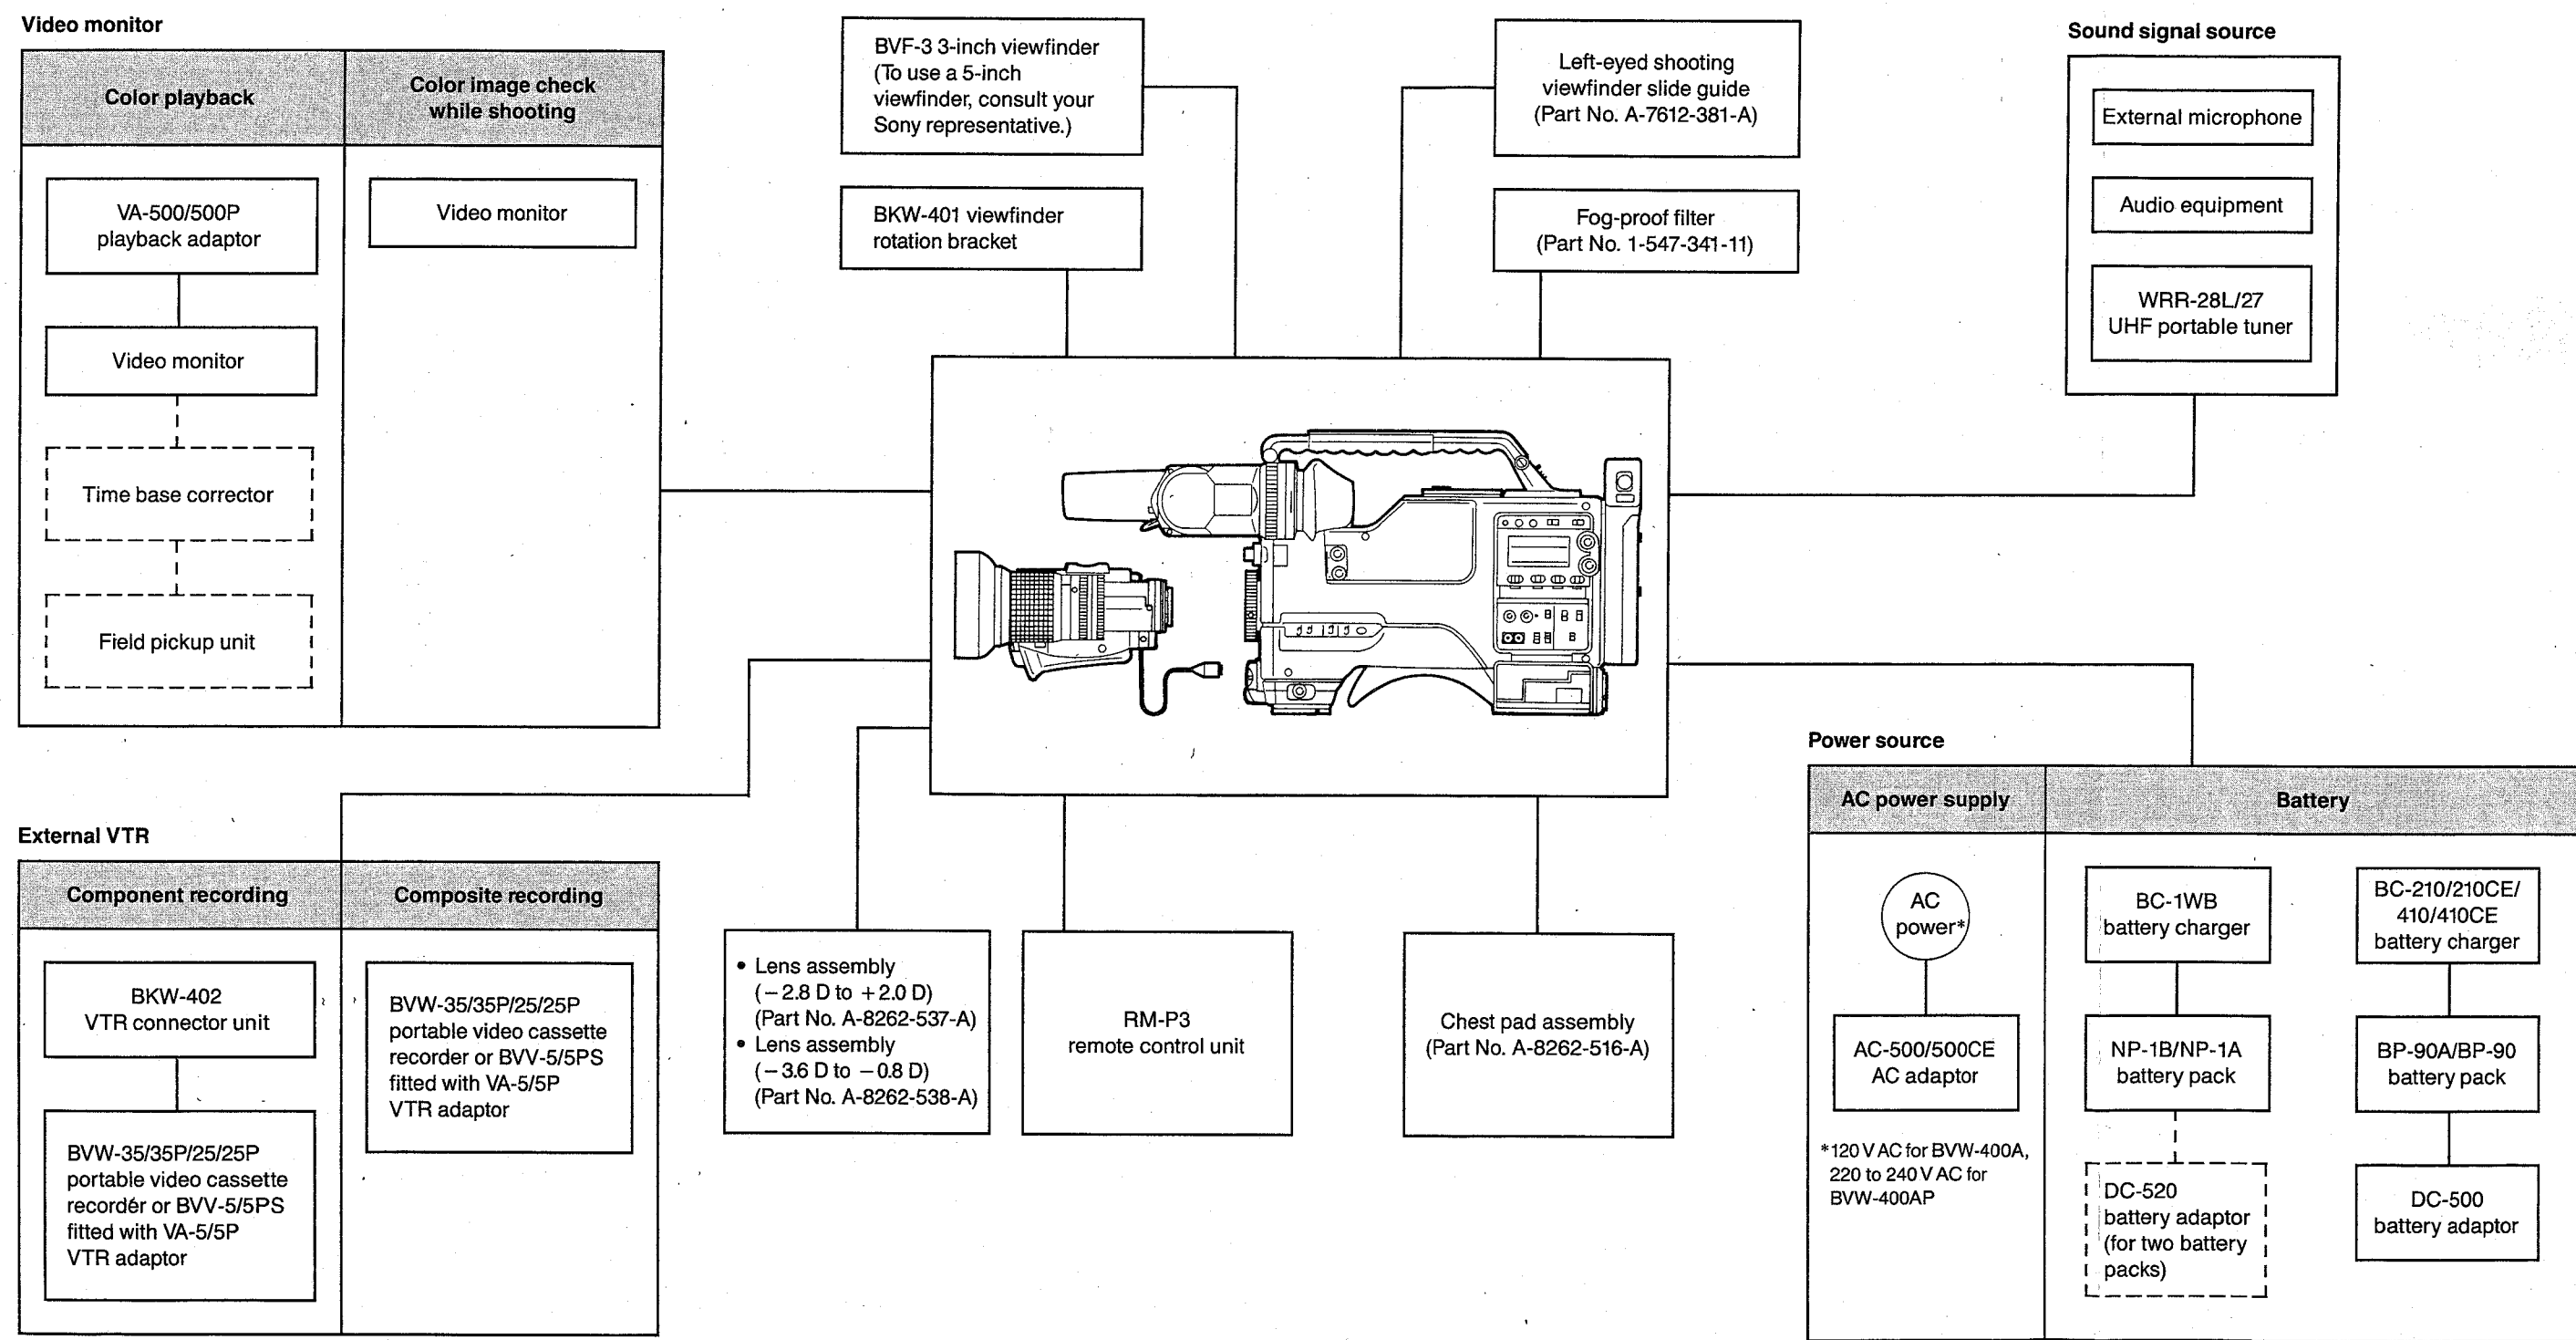 Video monitor
Color playback
Color image check
while shooting
VA-500/500P
playback adaptor
Video monitor
Time base corrector
Field pickup unit
Video monitor
BVF-3 3-inch viewfinder
(To use a 5-inch
viewfinder, consult your
Sony representative.)
BKW-401 viewfinder
rotation bracket
Left-eyed shooting
viewfinder slide guide
(Part No. A-7612-381-A)
Fog-proof filter
(Part No. 1-547-341-11)
Sound signal source
External microphone
Audio equipment
WRR-28L/27
UHF portable tuner
External VTR
Component recording
Composite recording
BKW-402
VTR connector unit
BVW-35/35P/25/25P
portable video cassette
recorder or BVV-5/5PS
fitted with VA-5/5P
VTR adaptor
BVW-35/35P/25/25P
portable video cassette
recorder or BVV-5/5PS
fitted with VA-5/5P
VTR adaptor
• Lens assembly
(−2.8 D to +2.0 D)
(Part No. A-8262-537-A)
• Lens assembly
(−3.6 D to −0.8 D)
(Part No. A-8262-538-A)
RM-P3
remote control unit
Chest pad assembly
(Part No. A-8262-516-A)
Power source
AC power supply
Battery
AC
power*
AC-500/500CE
AC adaptor
*120 V AC for BVW-400A,
220 to 240 V AC for
BVW-400AP
BC-1WB
battery charger
NP-1B/NP-1A
battery pack
DC-520
battery adaptor
(for two battery
packs)
BC-210/210CE/
410/410CE
battery charger
BP-90A/BP-90
battery pack
DC-500
battery adaptor